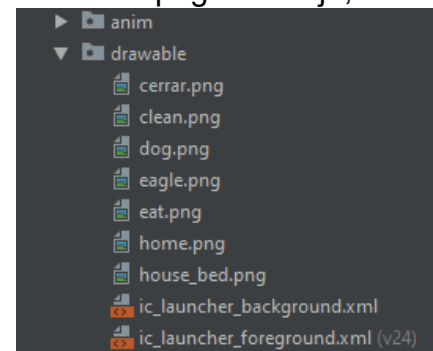 anim
drawable
cerrar.png
clean.png
dog.png
eagle.png
eat.png
home.png
house_bed.png
ic_launcher_background.xml
ic_launcher_foreground.xml (v24)